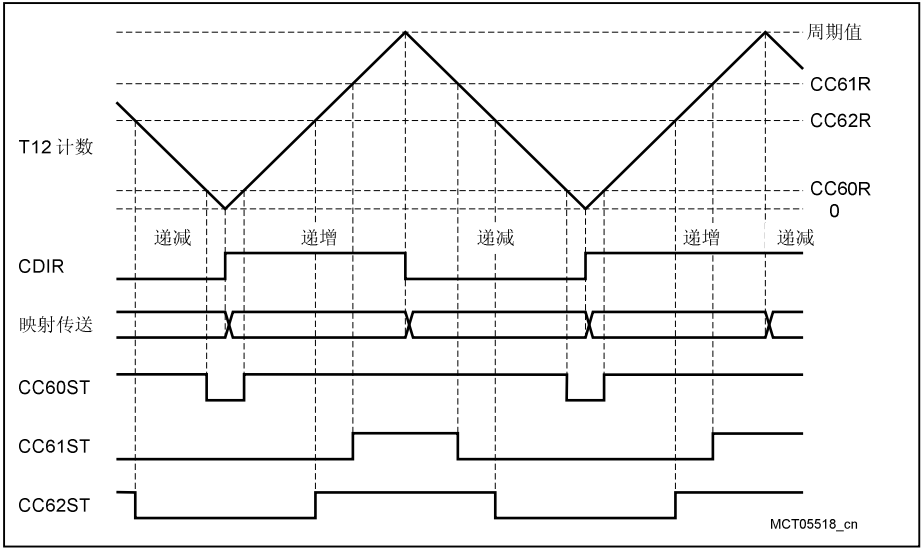 周期值
CC61R
CC62R
T12 计数
CC60R
0
递减 递增 递减 递增 递减
CDIR
映射传送
CC60ST
CC61ST
CC62ST
MCT05518_cn